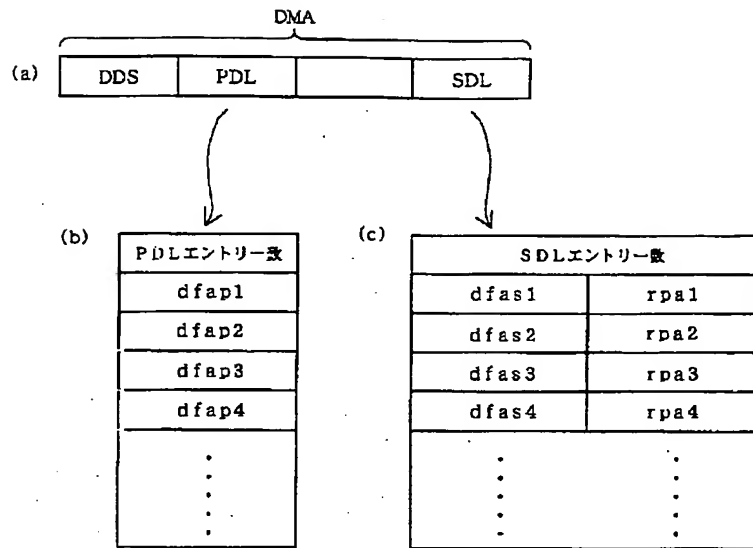 DMA
(a) DDS PDL SDL
(b) PDLエントリー数
dfap1
dfap2
dfap3
dfap4
(c) SDLエントリー数
dfas1 rpa1
dfas2 rpa2
dfas3 rpa3
dfas4 rpa4